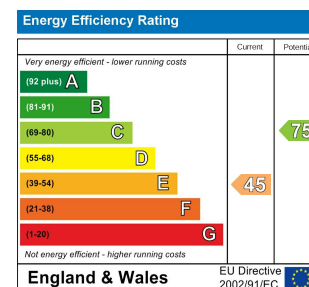 Energy Efficiency Rating
Current Potentia
Very energy efficient - lower running costs
(92 plus) A
(81-91) B
(69-80) C 75
(55-68) D
(39-54) E 45
(21-38) F
(1-20) G
Not energy efficient - higher running costs
England & Wales
EU Directive
2002/91/EC